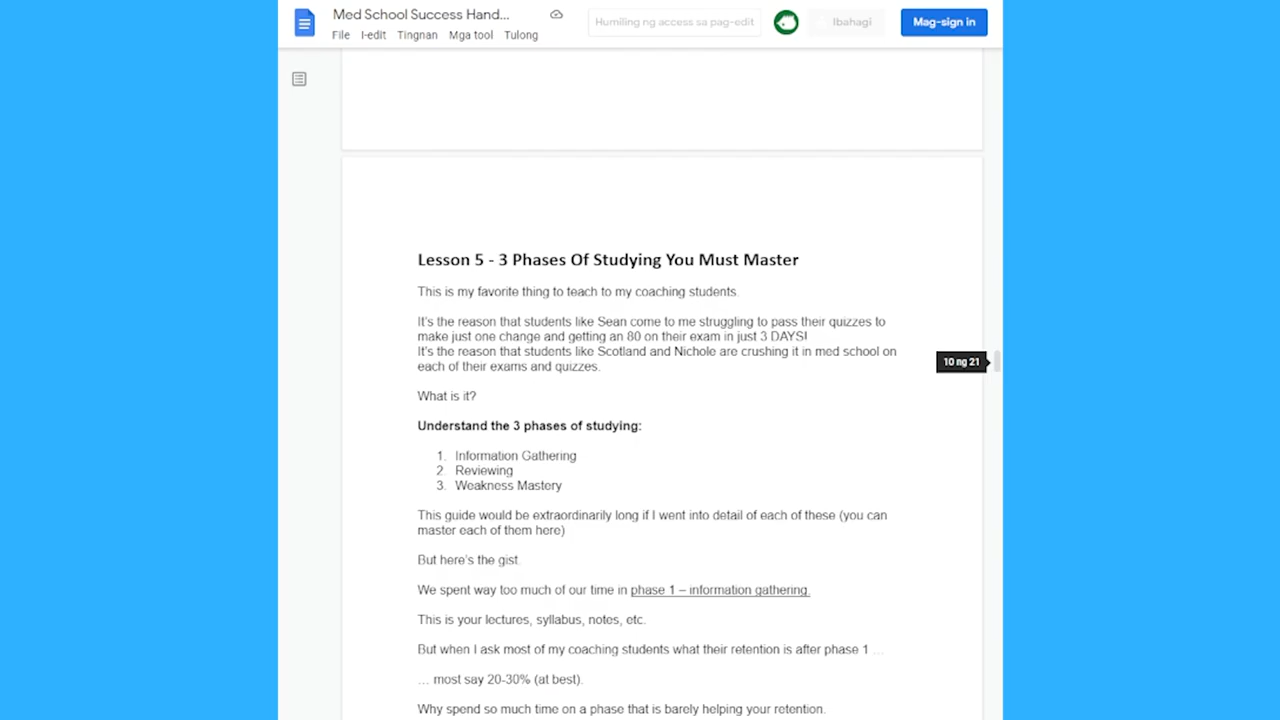 Med School Success Hand...
Humiling ng access sa pag-edit
Ibahagi
Mag-sign in
File I-edit Tingnan Mga tool Tulong
Lesson 5 - 3 Phases Of Studying You Must Master
This is my favorite thing to teach to my coaching students.
It's the reason that students like Sean come to me struggling to pass their quizzes to
make just one change and getting an 80 on their exam in just 3 DAYS!
It's the reason that students like Scotland and Nichole are crushing it in med school on
each of their exams and quizzes.
10 ng 21
What is it?
Understand the 3 phases of studying:
1. Information Gathering
2. Reviewing
3. Weakness Mastery
This guide would be extraordinarily long if I went into detail of each of these (you can
master each of them here)
But here's the gist.
We spent way too much of our time in phase 1 – information gathering.
This is your lectures, syllabus, notes, etc.
But when I ask most of my coaching students what their retention is after phase 1 …
… most say 20-30% (at best).
Why spend so much time on a phase that is barely helping your retention.